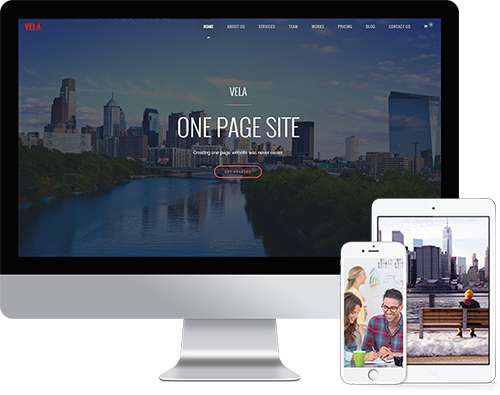 VELA
HOME ABOUT US SERVICES TEAM WORKS PRICING BLOG CONTACT US
VELA
ONE PAGE SITE
Creating one page website was never easier.
GET STARTED